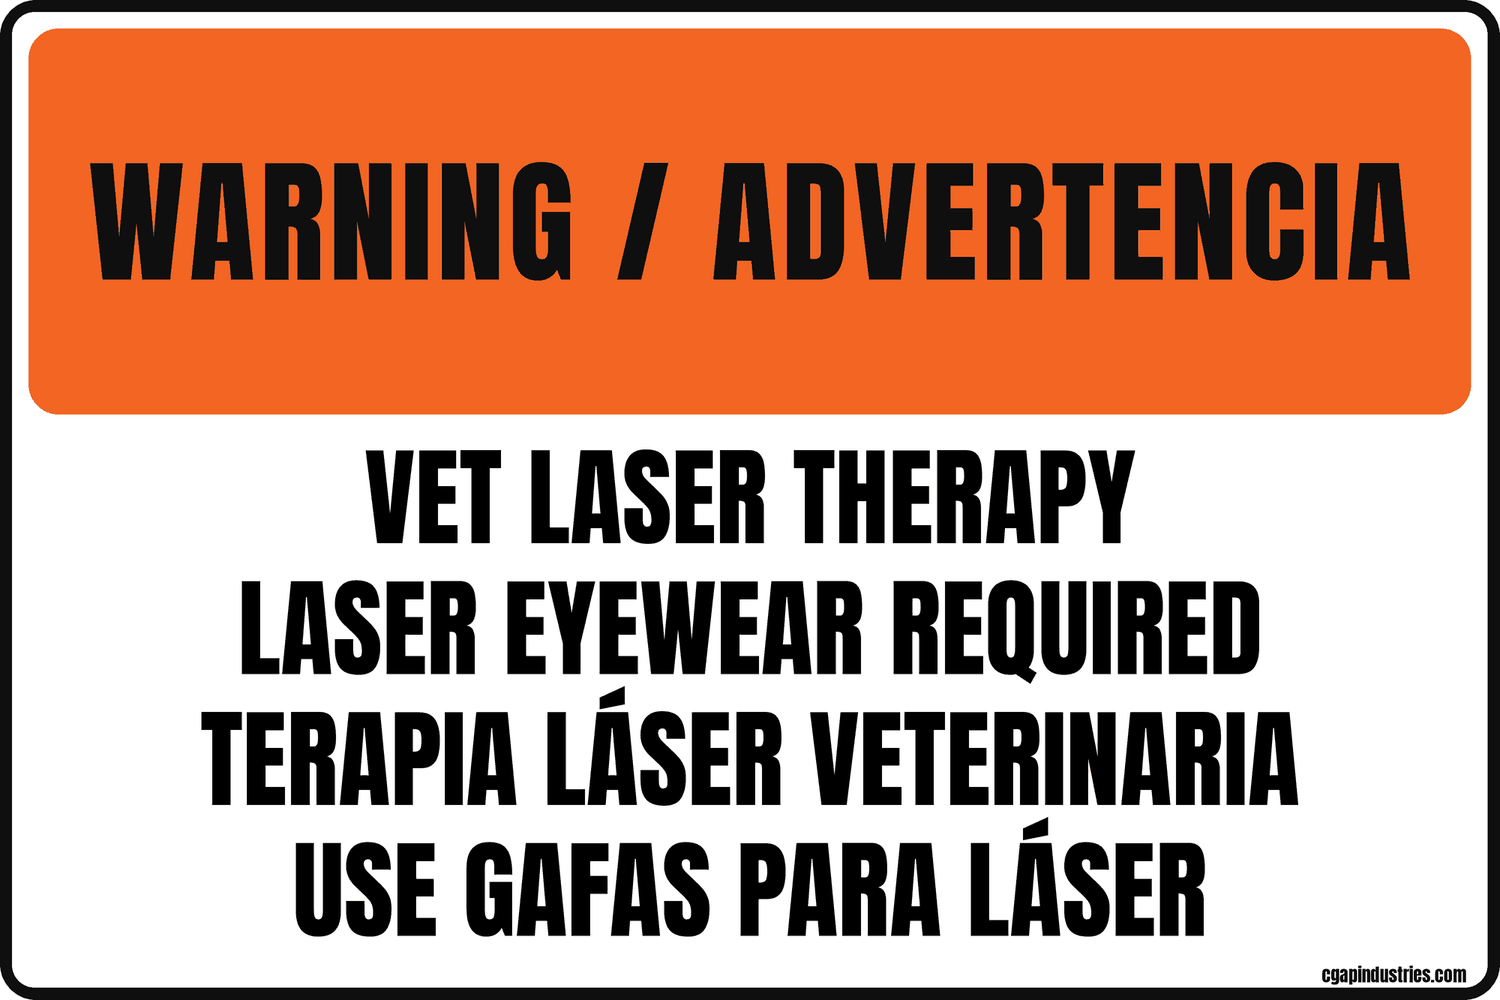 WARNING / ADVERTENCIA
VET LASER THERAPY
LASER EYEWEAR REQUIRED
TERAPIA LÁSER VETERINARIA
USE GAFAS PARA LÁSER
cgapindustries.com